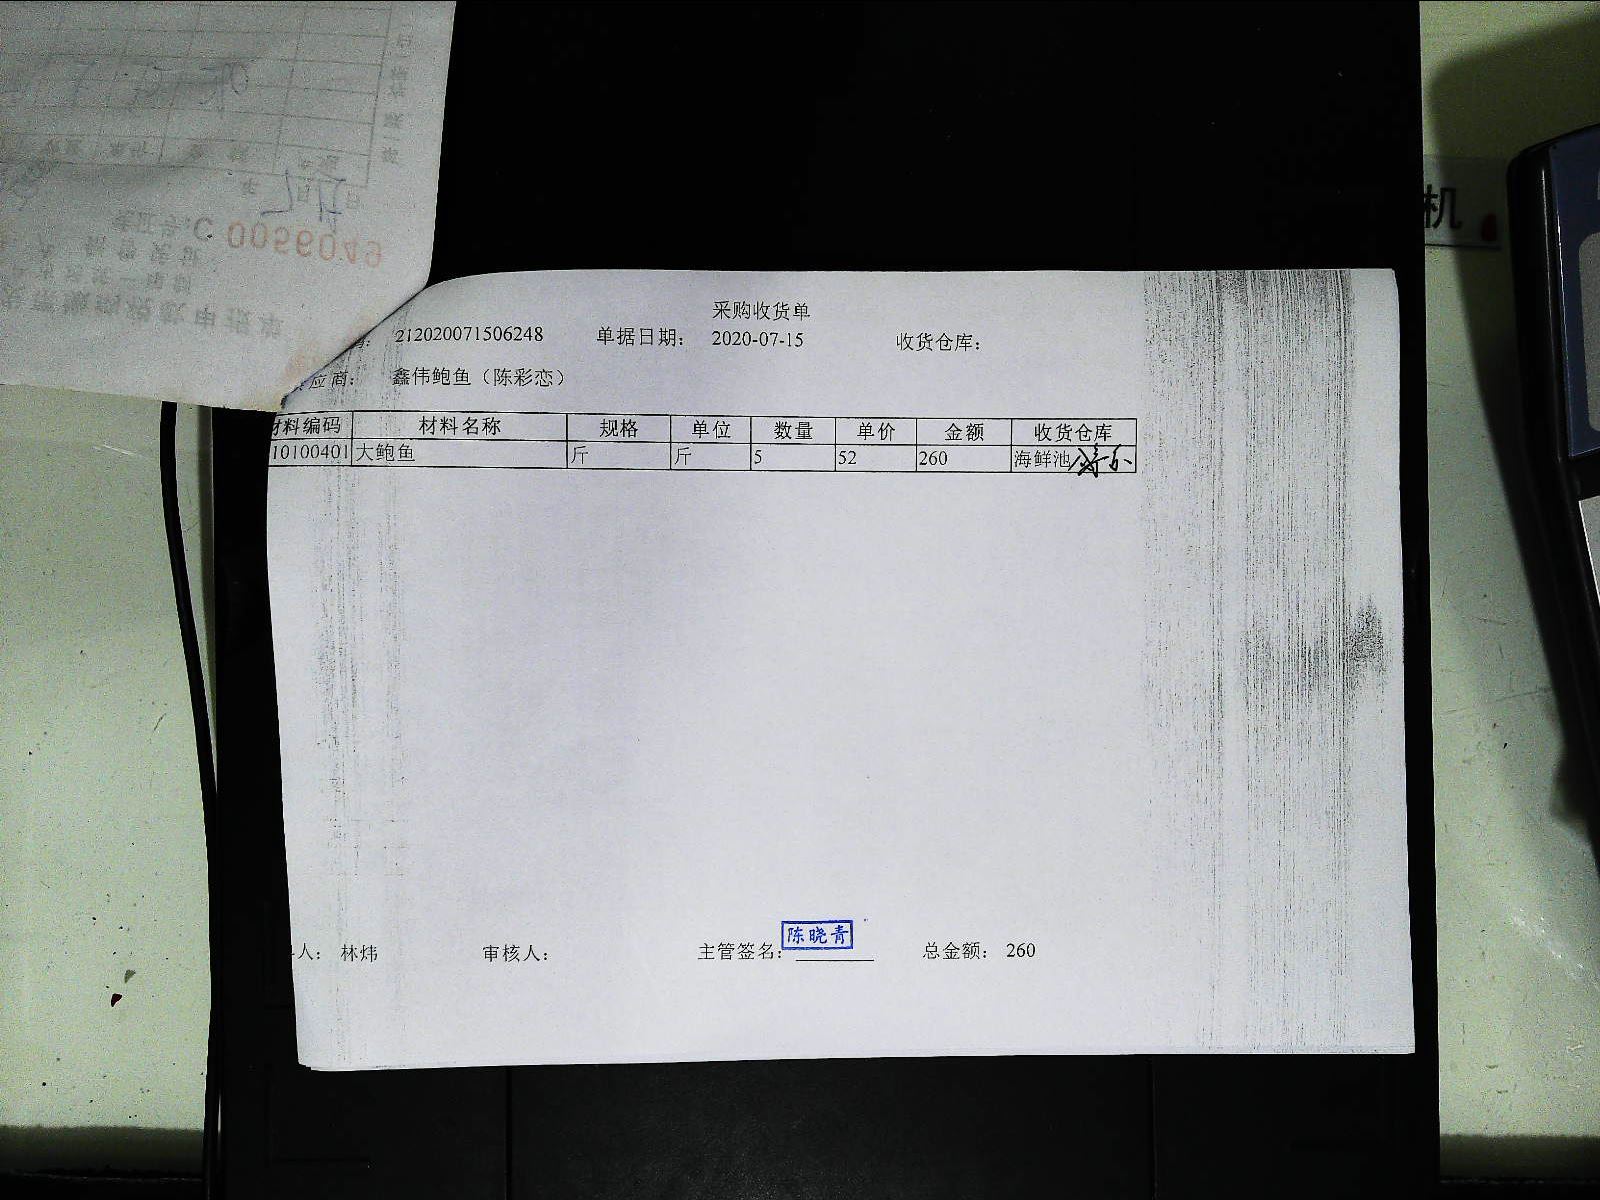 C 0056049
机
采购收货单
212020071506248 单据日期: 2020-07-15 收货仓库:
应商: 鑫伟鲍鱼（陈彩恋）
材料编码 材料名称 规格 单位 数量 单价 金额 收货仓库
10100401 大鲍鱼 斤 斤 5 52 260 海鲜池
人: 林炜 审核人: 主管签名: 陈晓青 总金额: 260